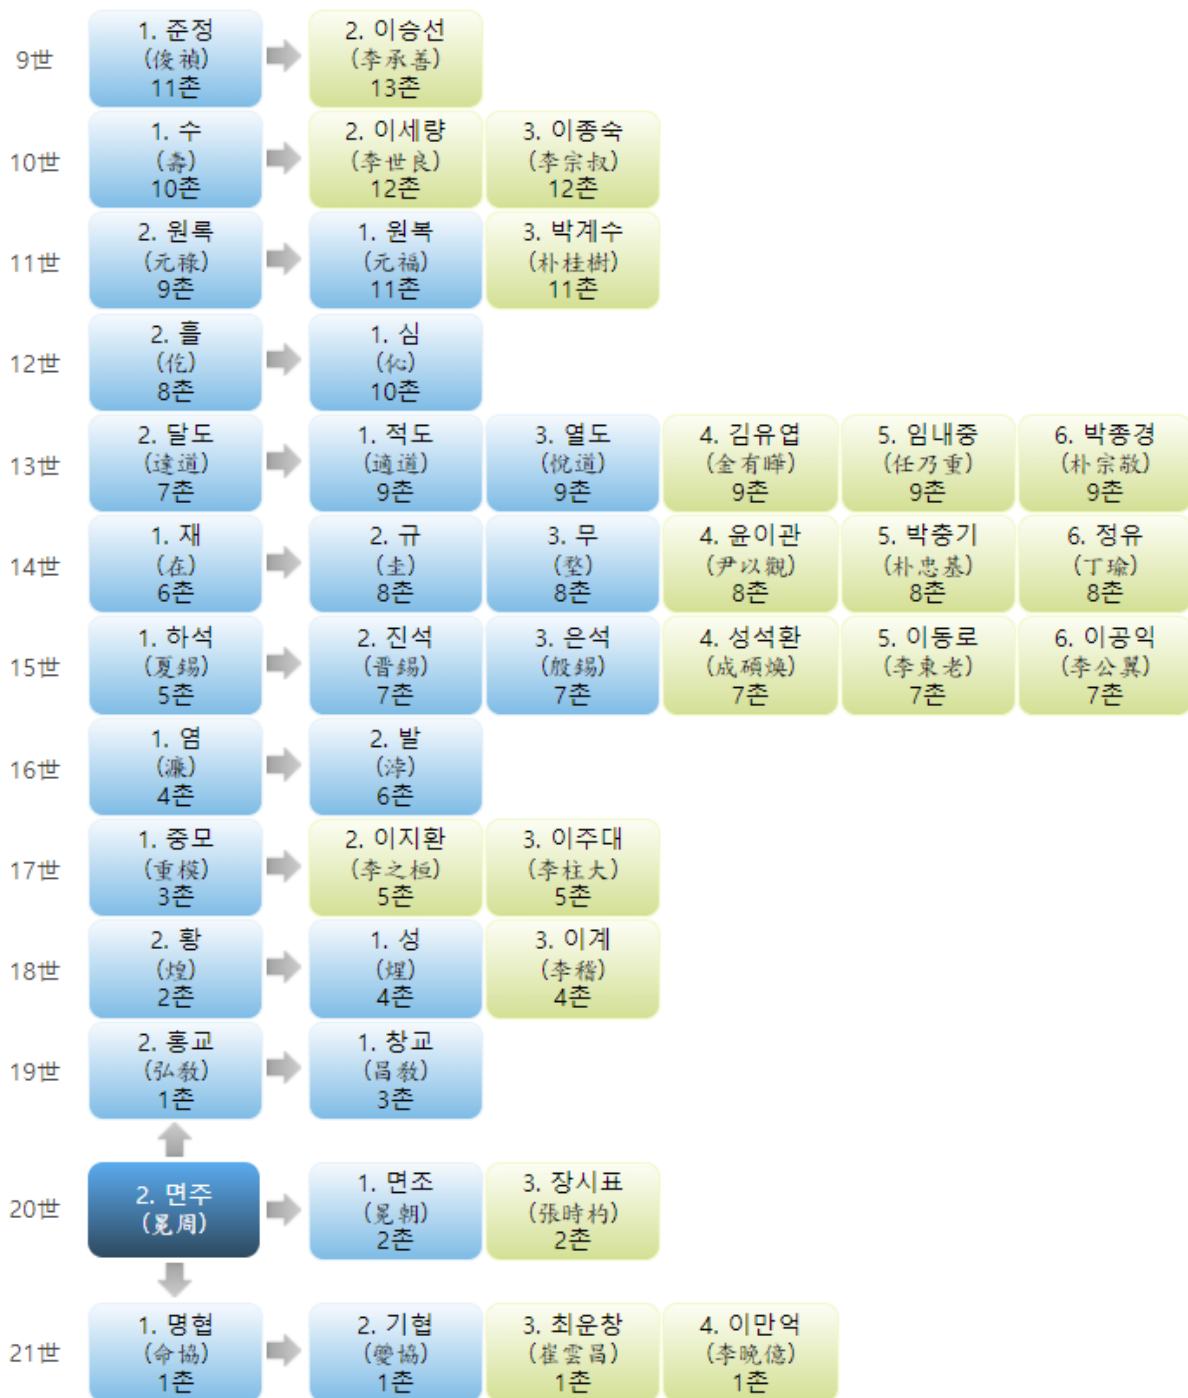 9世
1. 준정
(俊禎)
11촌
2. 이승선
(李承善)
13촌
10世
1. 수
(壽)
10촌
2. 이세량
(李世良)
12촌
3. 이종숙
(李宗叔)
12촌
11世
2. 원록
(元祿)
9촌
1. 원복
(元福)
11촌
3. 박계수
(朴桂樹)
11촌
12世
2. 흘
(仡)
8촌
1. 심
(伈)
10촌
13世
2. 달도
(達道)
7촌
1. 적도
(適道)
9촌
3. 열도
(悅道)
9촌
4. 김유엽
(金有曄)
9촌
5. 임내중
(任乃重)
9촌
6. 박종경
(朴宗敬)
9촌
14世
1. 재
(在)
6촌
2. 규
(圭)
8촌
3. 무
(堥)
8촌
4. 윤이관
(尹以觀)
8촌
5. 박충기
(朴忠基)
8촌
6. 정유
(丁瑜)
8촌
15世
1. 하석
(夏錫)
5촌
2. 진석
(晋錫)
7촌
3. 은석
(殷錫)
7촌
4. 성석환
(成碩煥)
7촌
5. 이동로
(李東老)
7촌
6. 이공익
(李公翼)
7촌
16世
1. 염
(濂)
4촌
2. 발
(浡)
6촌
17世
1. 중모
(重模)
3촌
2. 이지환
(李之桓)
5촌
3. 이주대
(李柱大)
5촌
18世
2. 황
(煌)
2촌
1. 성
(煋)
4촌
3. 이계
(李稽)
4촌
19世
2. 홍교
(弘敎)
1촌
1. 창교
(昌敎)
3촌
20世
2. 면주
(冕周)
1. 면조
(冕朝)
2촌
3. 장시표
(張時杓)
2촌
21世
1. 명협
(命協)
1촌
2. 기협
(夔協)
1촌
3. 최운창
(崔雲昌)
1촌
4. 이만억
(李晩億)
1촌